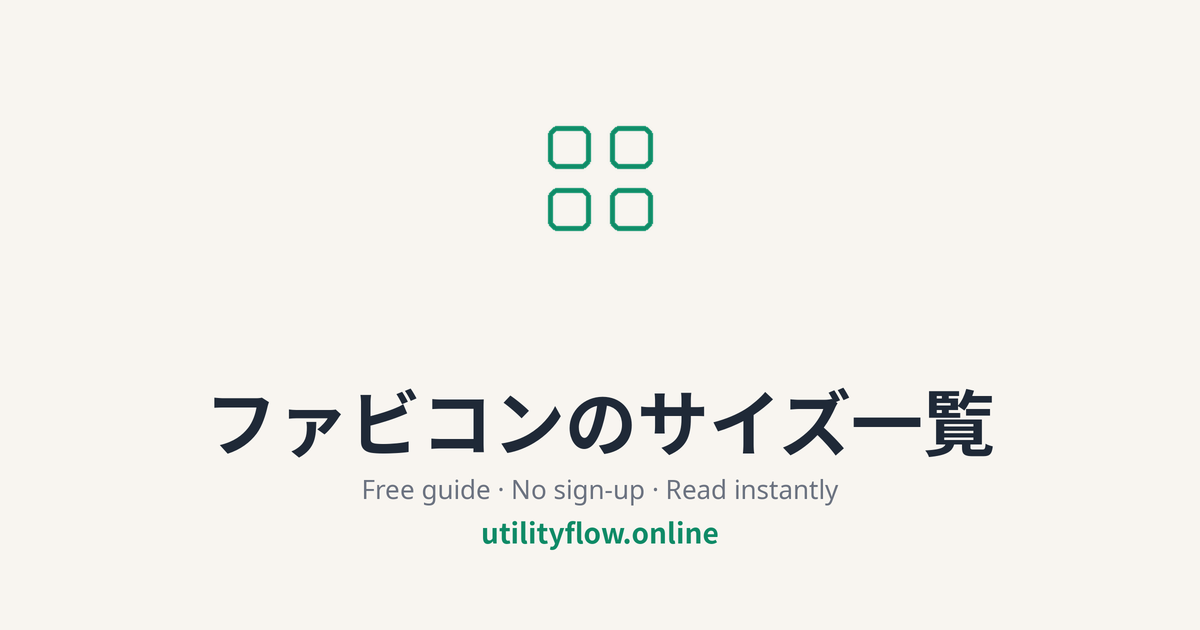 ファビコンのサイズ一覧
Free guide · No sign-up · Read instantly
utilityflow.online